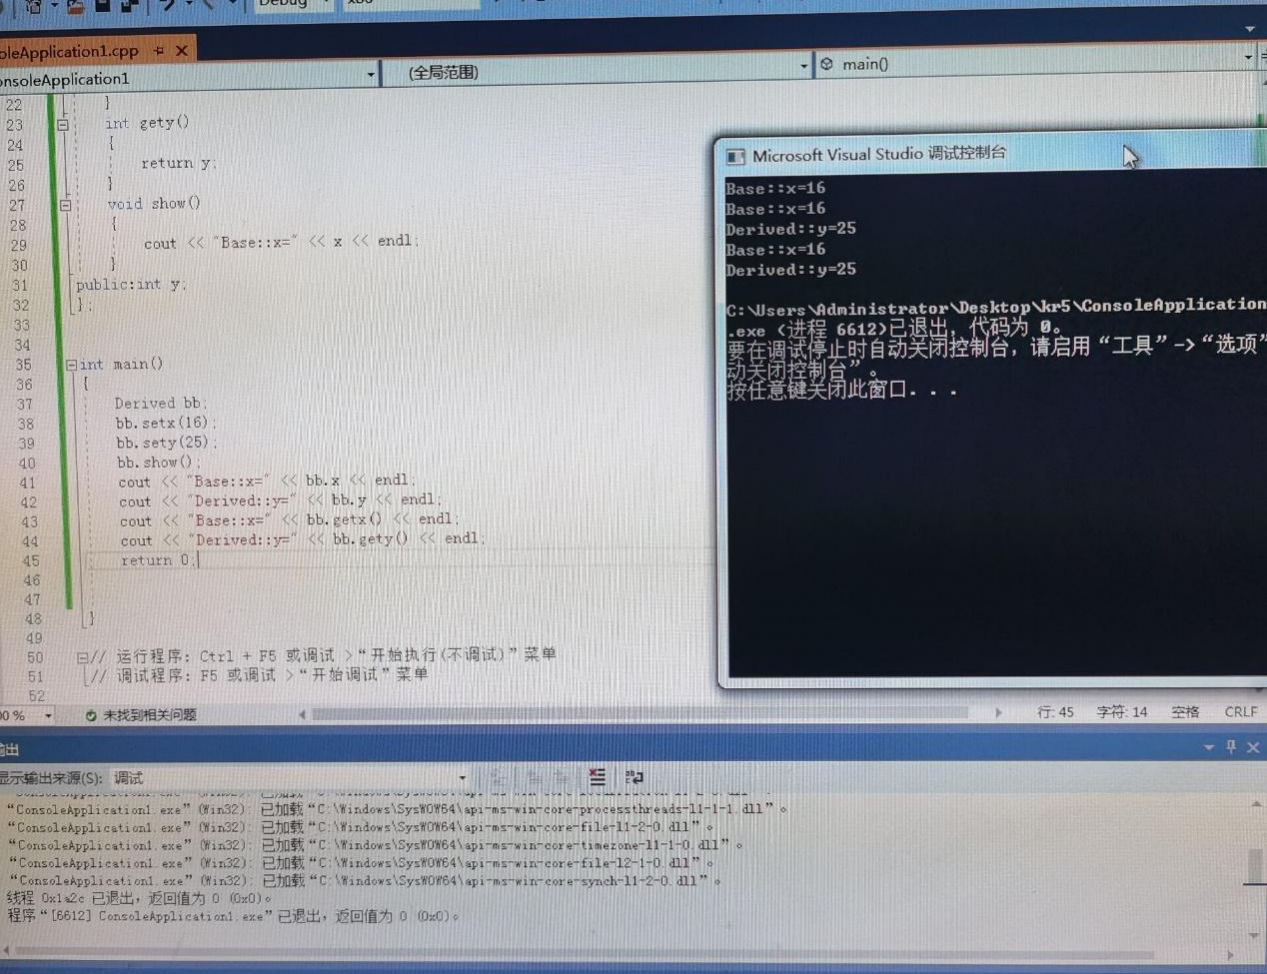 Debug
oleApplication1.cpp
onsoleApplication1
(全局范围)
main()
22 }
23 int gety()
24 {
25 return y;
26 }
27 void show()
28 {
29 cout << "Base::x=" << x << endl;
30 }
31 public:int y;
32 };
33
34
35 int main()
36 {
37 Derived bb;
38 bb.setx(16);
39 bb.sety(25);
40 bb.show();
41 cout << "Base::x=" << bb.x << endl;
42 cout << "Derived::y=" << bb.y << endl;
43 cout << "Base::x=" << bb.getx() << endl;
44 cout << "Derived::y=" << bb.gety() << endl;
45 return 0;
46
47
48 }
49
50 // 运行程序: Ctrl + F5 或调试 >“开始执行(不调试)”菜单
51 // 调试程序: F5 或调试 >“开始调试”菜单
52
Microsoft Visual Studio 调试控制台
Base::x=16
Base::x=16
Derived::y=25
Base::x=16
Derived::y=25
C:\Users\Administrator\Desktop\kr5\ConsoleApplication
.exe (进程 6612)已退出，代码为 0。
要在调试停止时自动关闭控制台，请启用“工具”->“选项”
动关闭控制台”。
按任意键关闭此窗口. . .
0 %
未找到相关问题
行: 45 字符: 14 空格 CRLF
输出
显示输出来源(S): 调试
“ConsoleApplication1.exe” (Win32): 已加载“C:\Windows\SysWOW64\api-ms-win-core-processthreads-l1-1-1.dll”。
“ConsoleApplication1.exe” (Win32): 已加载“C:\Windows\SysWOW64\api-ms-win-core-file-l1-2-0.dll”。
“ConsoleApplication1.exe” (Win32): 已加载“C:\Windows\SysWOW64\api-ms-win-core-timezone-l1-1-0.dll”。
“ConsoleApplication1.exe” (Win32): 已加载“C:\Windows\SysWOW64\api-ms-win-core-file-l2-1-0.dll”。
“ConsoleApplication1.exe” (Win32): 已加载“C:\Windows\SysWOW64\api-ms-win-core-synch-l1-2-0.dll”。
线程 0x1a2c 已退出，返回值为 0 (0x0)。
程序“[6612] ConsoleApplication1.exe”已退出，返回值为 0 (0x0)。